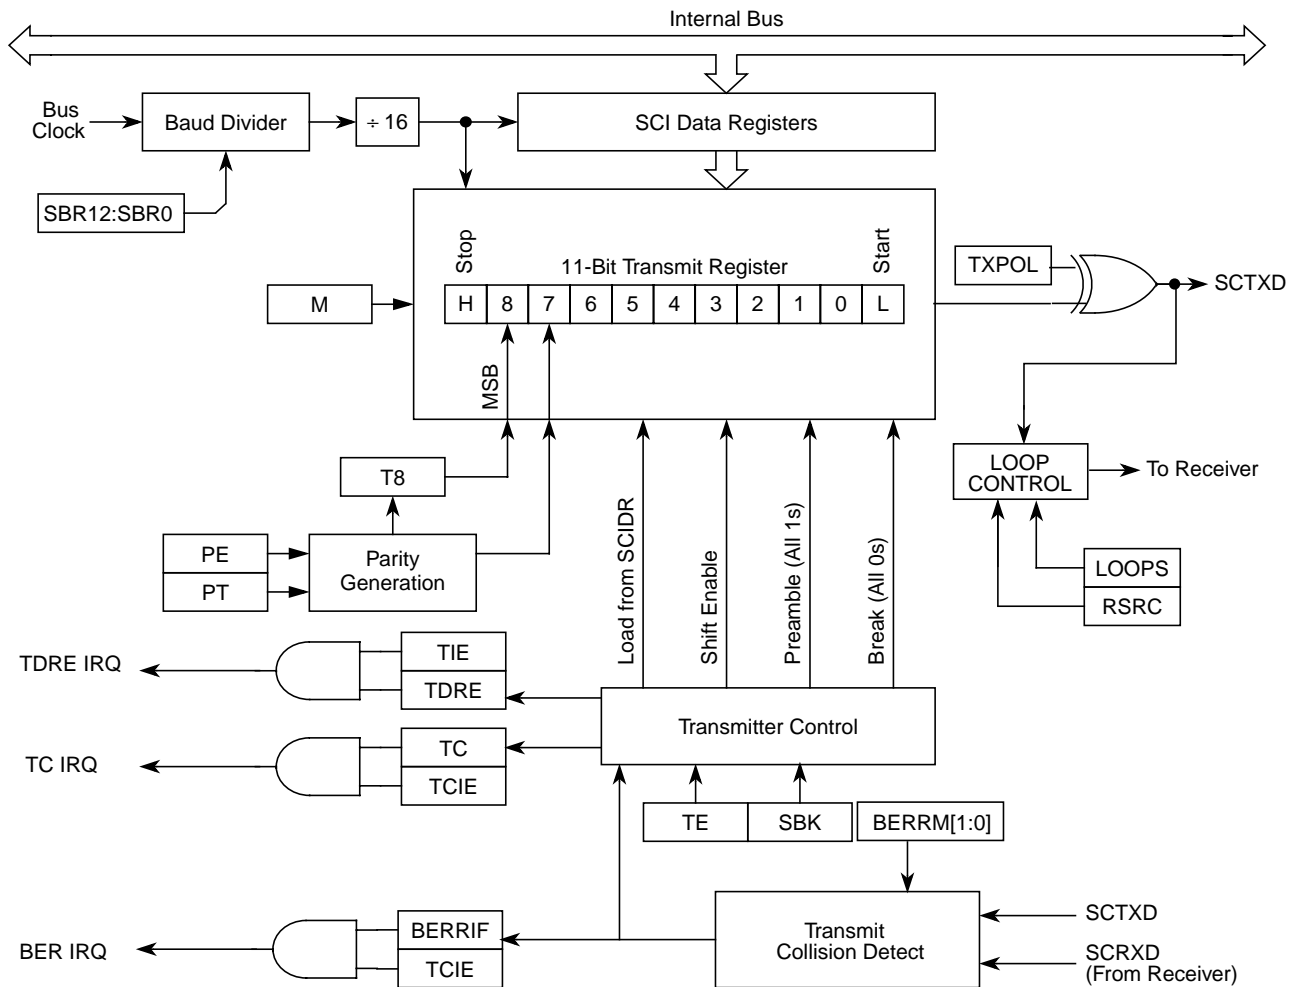 Internal Bus
Bus
Clock
Baud Divider
÷ 16
SCI Data Registers
SBR12:SBR0
Stop
11-Bit Transmit Register
Start
TXPOL
SCTXD
M
H 8 7 6 5 4 3 2 1 0 L
MSB
T8
LOOP
CONTROL
To Receiver
PE
PT
Parity
Generation
Load from SCIDR
Shift Enable
Preamble (All 1s)
Break (All 0s)
LOOPS
RSRC
TDRE IRQ
TIE
TDRE
Transmitter Control
TC IRQ
TC
TCIE
TE
SBK
BERRM[1:0]
BER IRQ
BERRIF
TCIE
Transmit
Collision Detect
SCTXD
SCRXD
(From Receiver)